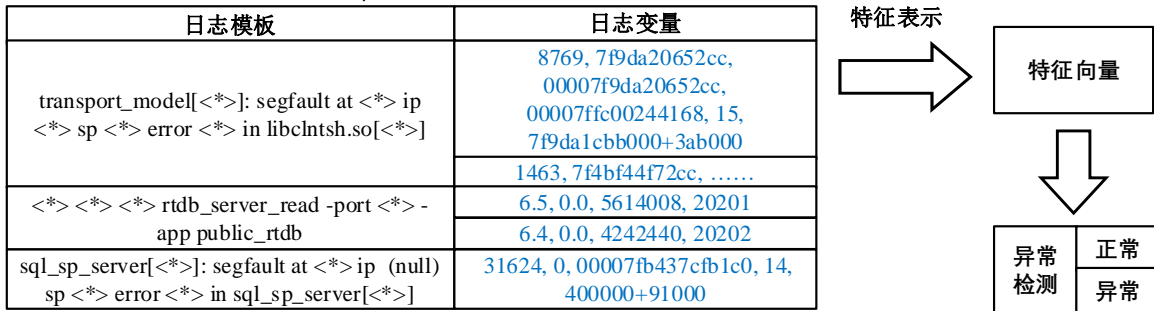 日志模板
日志变量
transport_model[<*>]: segfault at <*> ip
<*> sp <*> error <*> in libclntsh.so[<*>]
8769, 7f9da20652cc,
00007f9da20652cc,
00007ffc00244168, 15,
7f9da1cbb000+3ab000
1463, 7f4bf44f72cc, ……
<*> <*> <*> rtdb_server_read -port <*> -
app public_rtdb
6.5, 0.0, 5614008, 20201
6.4, 0.0, 4242440, 20202
sql_sp_server[<*>]: segfault at <*> ip (null)
sp <*> error <*> in sql_sp_server[<*>]
31624, 0, 00007fb437cfb1c0, 14,
400000+91000
特征表示
特征向量
异常
检测
正常
异常